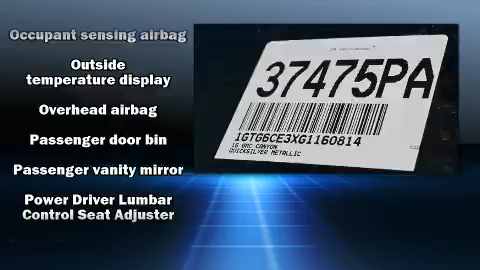 Occupant sensing airbag
Outside
temperature display
Overhead airbag
Passenger door bin
Passenger vanity mirror
Power Driver Lumbar
Control Seat Adjuster
37475PA
1GTG6CE3XG1160814
16 GMC CANYON
QUICKSILVER METALLIC